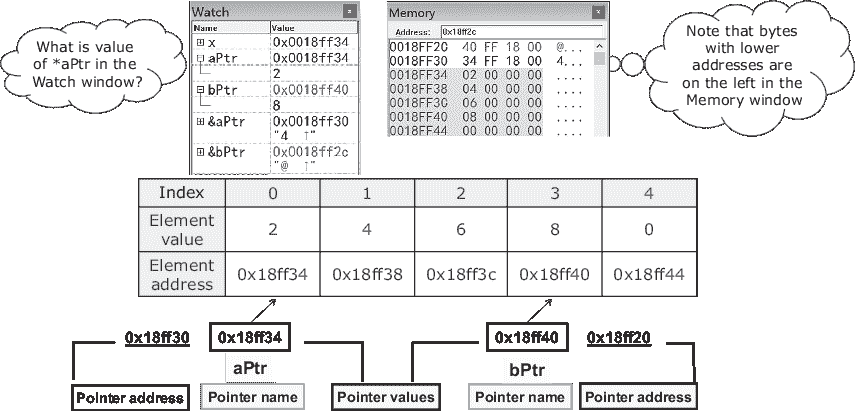 What is value
of *aPtr in the
Watch window?
Watch x
Name Value
x 0x0018ff34
aPtr 0x0018ff34
2
bPtr 0x0018ff40
8
&aPtr 0x0018ff30
"4 ↑"
&bPtr 0x0018ff2c
"@ ↑"
Memory x
Address: 0x18ff2c
0018FF2C 40 FF 18 00 @...
0018FF30 34 FF 18 00 4...
0018FF34 02 00 00 00 ....
0018FF38 04 00 00 00 ....
0018FF3C 06 00 00 00 ....
0018FF40 08 00 00 00 ....
0018FF44 00 00 00 00 ....
Note that bytes
with lower
addresses are
on the left in the
Memory window
Index 0 1 2 3 4
Element value 2 4 6 8 0
Element address 0x18ff34 0x18ff38 0x18ff3c 0x18ff40 0x18ff44
0x18ff30 0x18ff34 0x18ff40 0x18ff20
aPtr bPtr
Pointer address Pointer name Pointer values Pointer name Pointer address